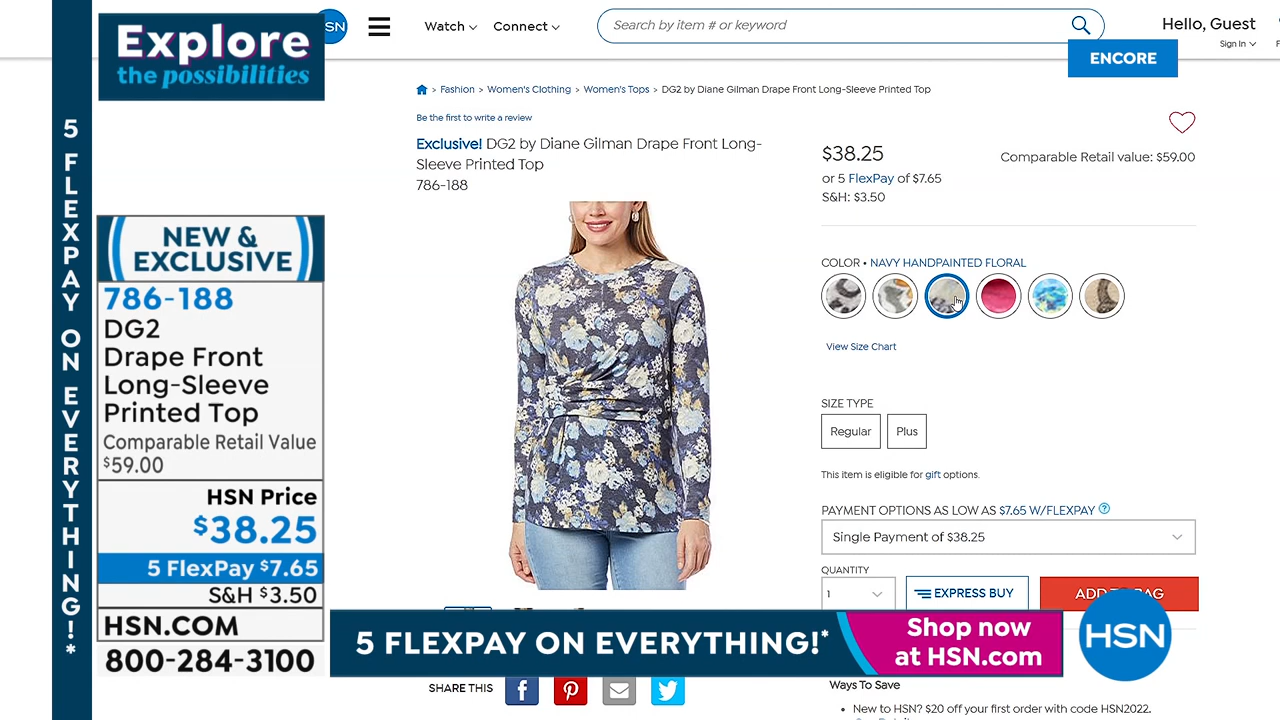 Explore
the possibilities
5 FLEXPAY ON EVERYTHING!*
NEW &
EXCLUSIVE
786-188
DG2
Drape Front
Long-Sleeve
Printed Top
Comparable Retail Value
$59.00
HSN Price
$38.25
5 FlexPay $7.65
S&H $3.50
HSN.COM
800-284-3100
SN
Watch
Connect
Search by item # or keyword
Hello, Guest
Sign In
F
ENCORE
> Fashion > Women's Clothing > Women's Tops > DG2 by Diane Gilman Drape Front Long-Sleeve Printed Top
Be the first to write a review
Exclusive! DG2 by Diane Gilman Drape Front Long-
Sleeve Printed Top
786-188
$38.25
Comparable Retail value: $59.00
or 5 FlexPay of $7.65
S&H: $3.50
COLOR • NAVY HANDPAINTED FLORAL
View Size Chart
SIZE TYPE
Regular
Plus
This item is eligible for gift options.
PAYMENT OPTIONS AS LOW AS $7.65 W/FLEXPAY ?
Single Payment of $38.25
QUANTITY
1
EXPRESS BUY
ADD TO BAG
5 FLEXPAY ON EVERYTHING!*
Shop now
at HSN.com
HSN
SHARE THIS
Ways To Save
• New to HSN? $20 off your first order with code HSN2022.